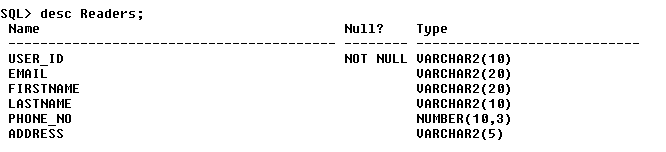 SQL> desc Readers;
Name Null? Type
----------------------------------------- -------- ----------------------------
USER_ID NOT NULL VARCHAR2(10)
EMAIL VARCHAR2(20)
FIRSTNAME VARCHAR2(20)
LASTNAME VARCHAR2(10)
PHONE_NO NUMBER(10,3)
ADDRESS VARCHAR2(5)